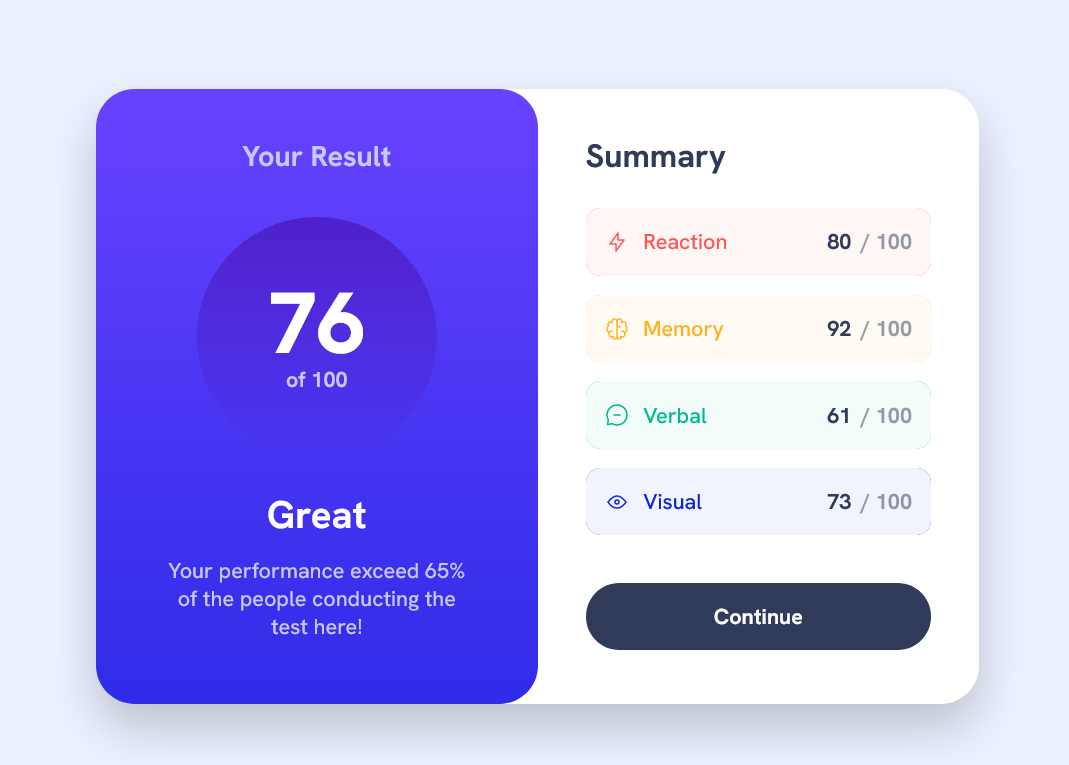 Your Result
76
of 100
Great
Your performance exceed 65%
of the people conducting the
test here!
Summary
Reaction 80 / 100
Memory 92 / 100
Verbal 61 / 100
Visual 73 / 100
Continue